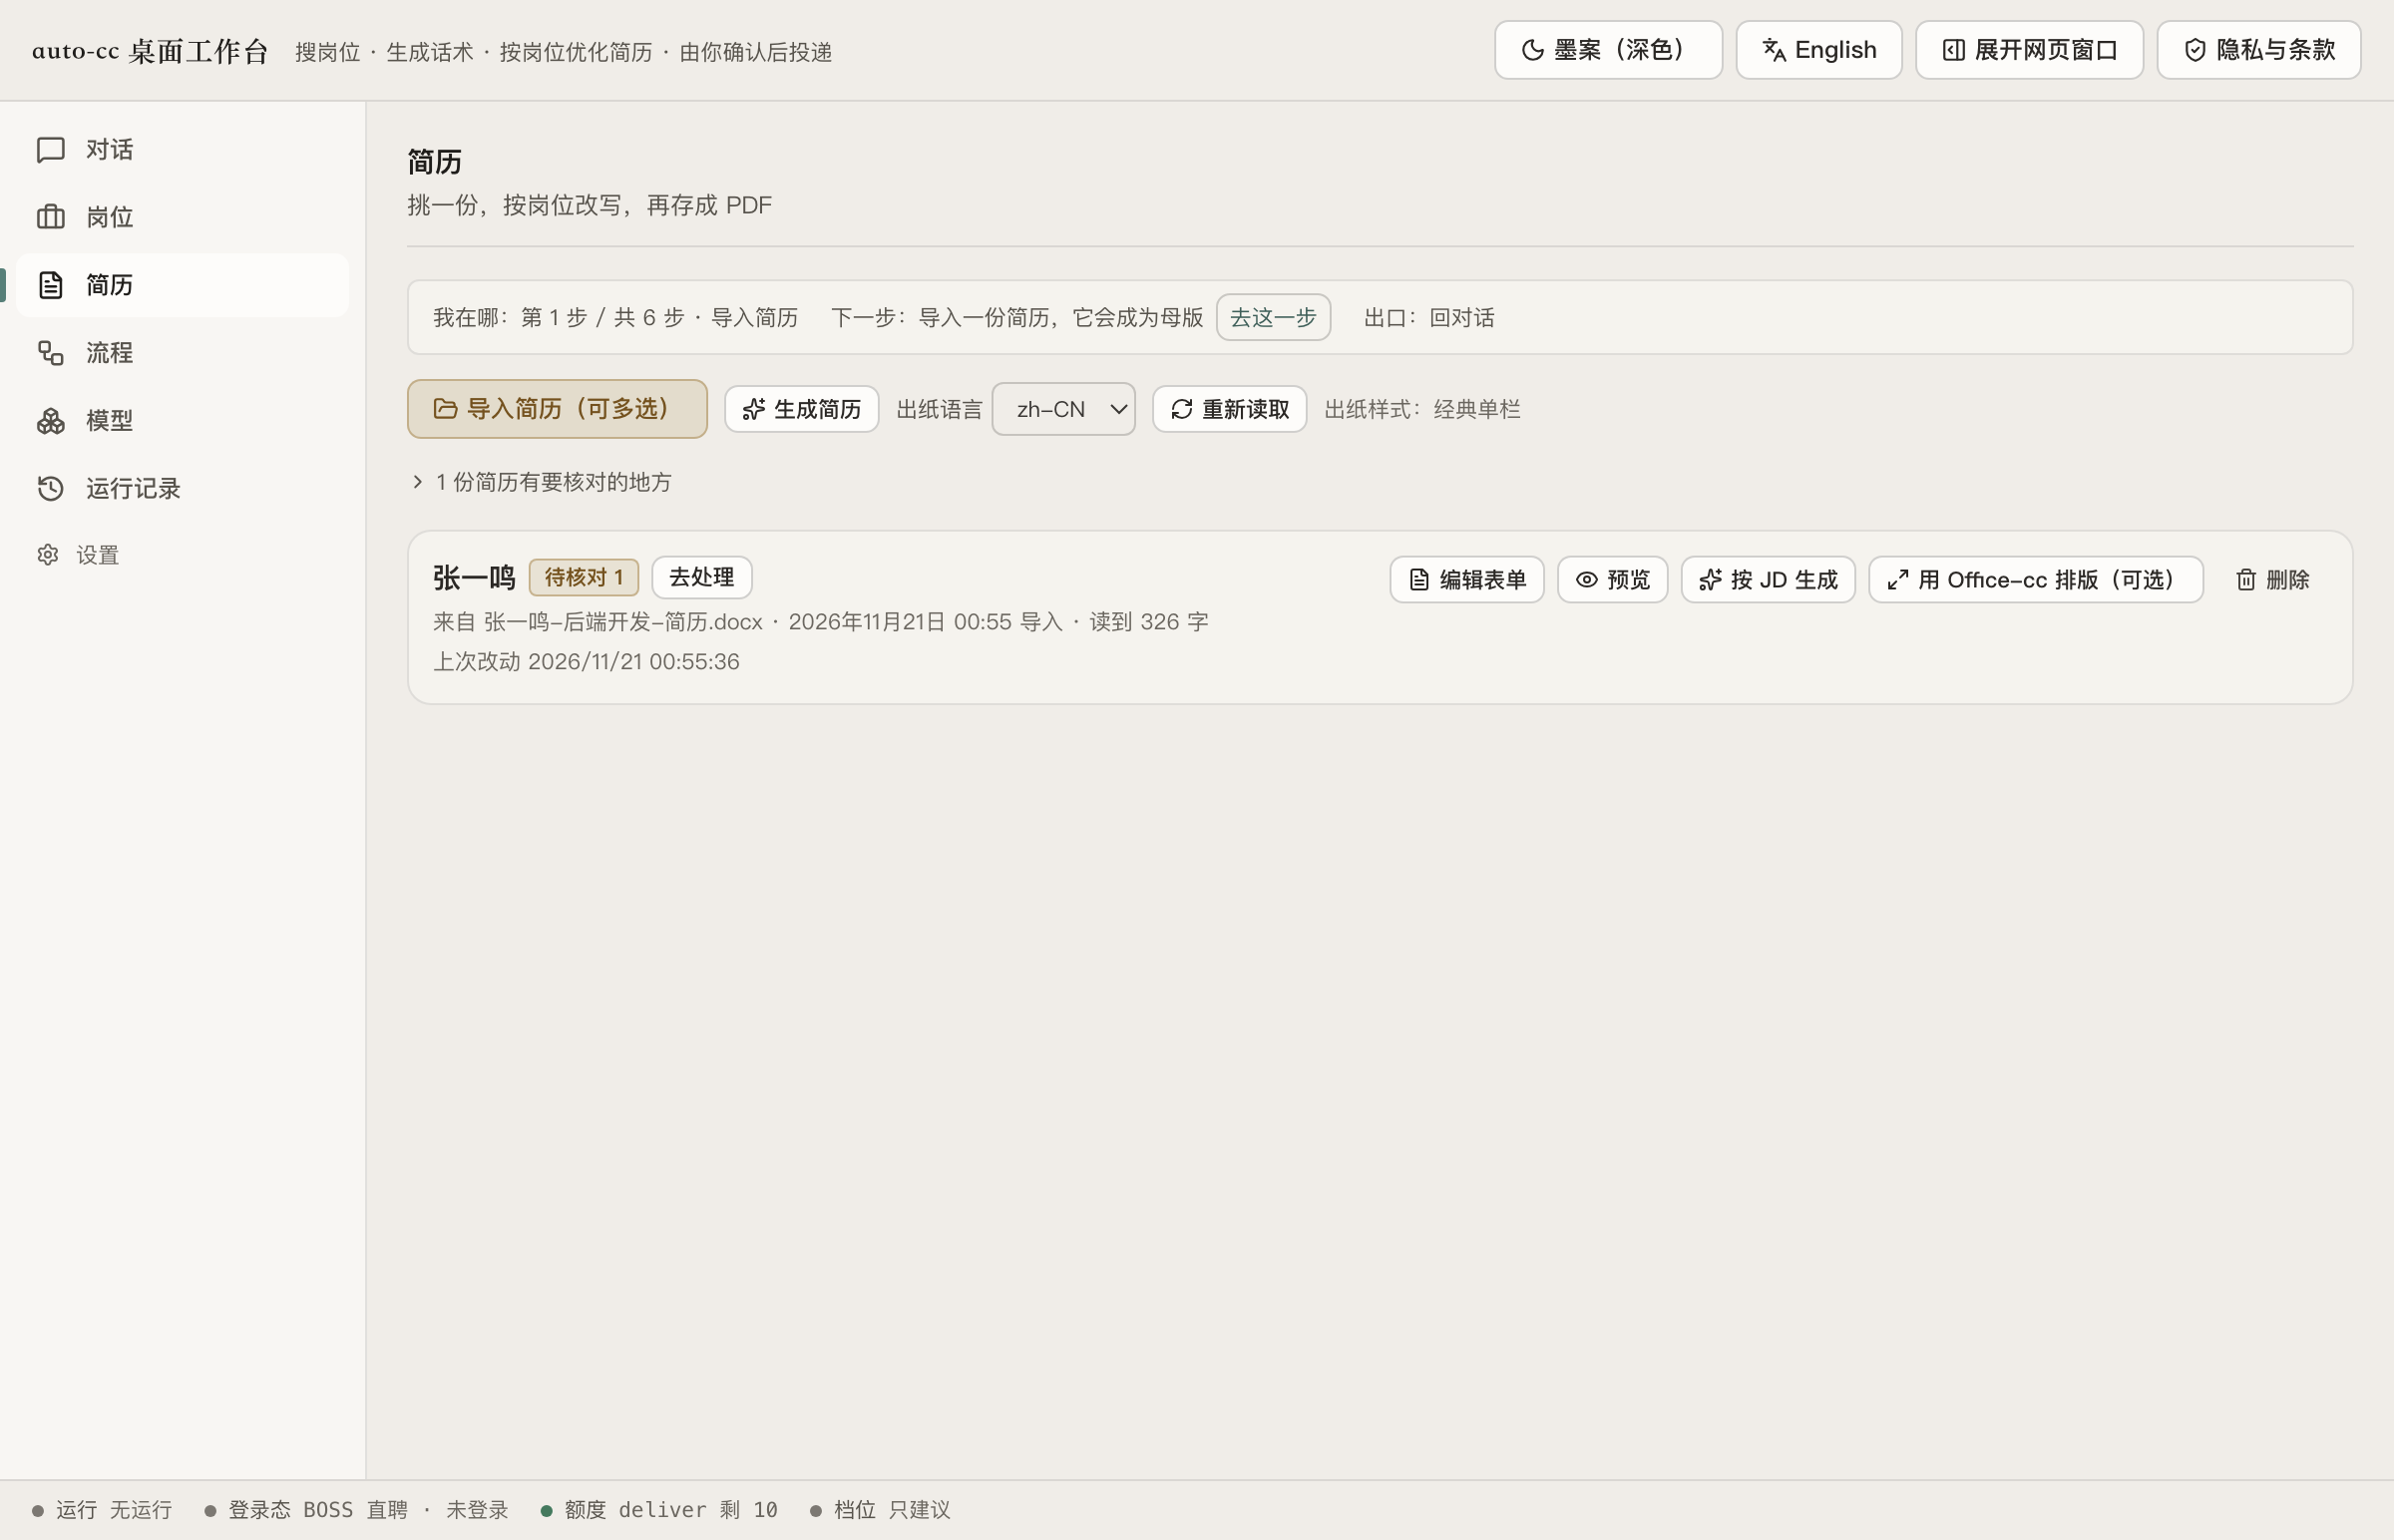 auto-cc 桌面工作台 搜岗位 · 生成话术 · 按岗位优化简历 · 由你确认后投递 墨案（深色） English 展开网页窗口 隐私与条款
对话
岗位
简历
流程
模型
运行记录
设置
简历
挑一份，按岗位改写，再存成 PDF
我在哪：第 1 步 / 共 6 步 · 导入简历 下一步：导入一份简历，它会成为母版 去这一步 出口：回对话
导入简历（可多选） 生成简历 出纸语言 zh-CN 重新读取 出纸样式：经典单栏
1 份简历有要核对的地方
张一鸣 待核对 1 去处理 编辑表单 预览 按 JD 生成 用 Office-cc 排版（可选） 删除
来自 张一鸣-后端开发-简历.docx · 2026年11月21日 00:55 导入 · 读到 326 字
上次改动 2026/11/21 00:55:36
运行 无运行 登录态 BOSS 直聘 · 未登录 额度 deliver 剩 10 档位 只建议